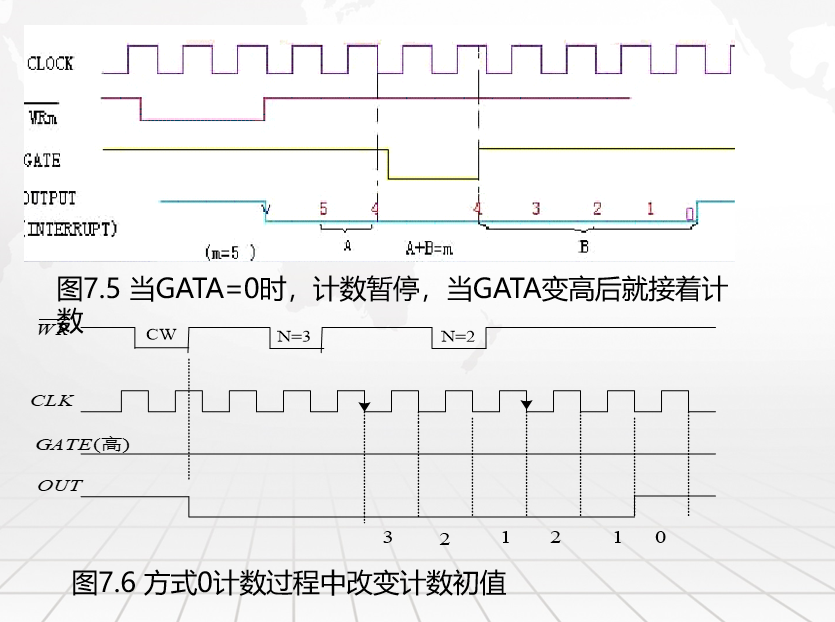 CLOCK
WRm
GATE
OUTPUT
5 4 4 3 2 1 0
(INTERRUPT)
A B
(m=5 ) A+B=m
图7.5 当GATA=0时，计数暂停，当GATA变高后就接着计
数
WR CW N=3 N=2
CLK
GATE(高)
OUT
3 2 1 2 1 0
图7.6 方式0计数过程中改变计数初值